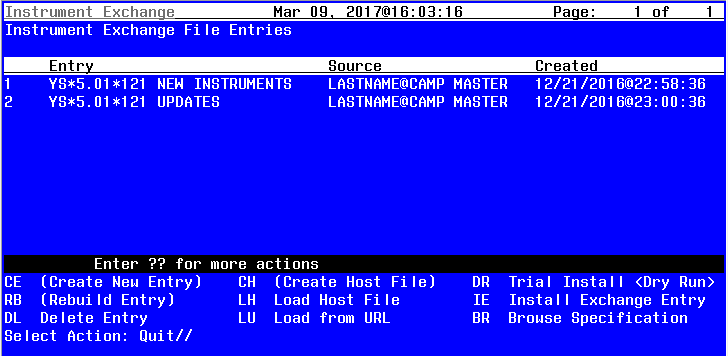 Instrument Exchange Mar 09, 2017@16:03:16 Page: 1 of 1
Instrument Exchange File Entries
Entry Source Created
1 YS*5.01*121 NEW INSTRUMENTS LASTNAME@CAMP MASTER 12/21/2016@22:58:36
2 YS*5.01*121 UPDATES LASTNAME@CAMP MASTER 12/21/2016@23:00:36
Enter ?? for more actions
CE (Create New Entry) CH (Create Host File) DR Trial Install <Dry Run>
RB (Rebuild Entry) LH Load Host File IE Install Exchange Entry
DL Delete Entry LU Load from URL BR Browse Specification
Select Action: Quit//